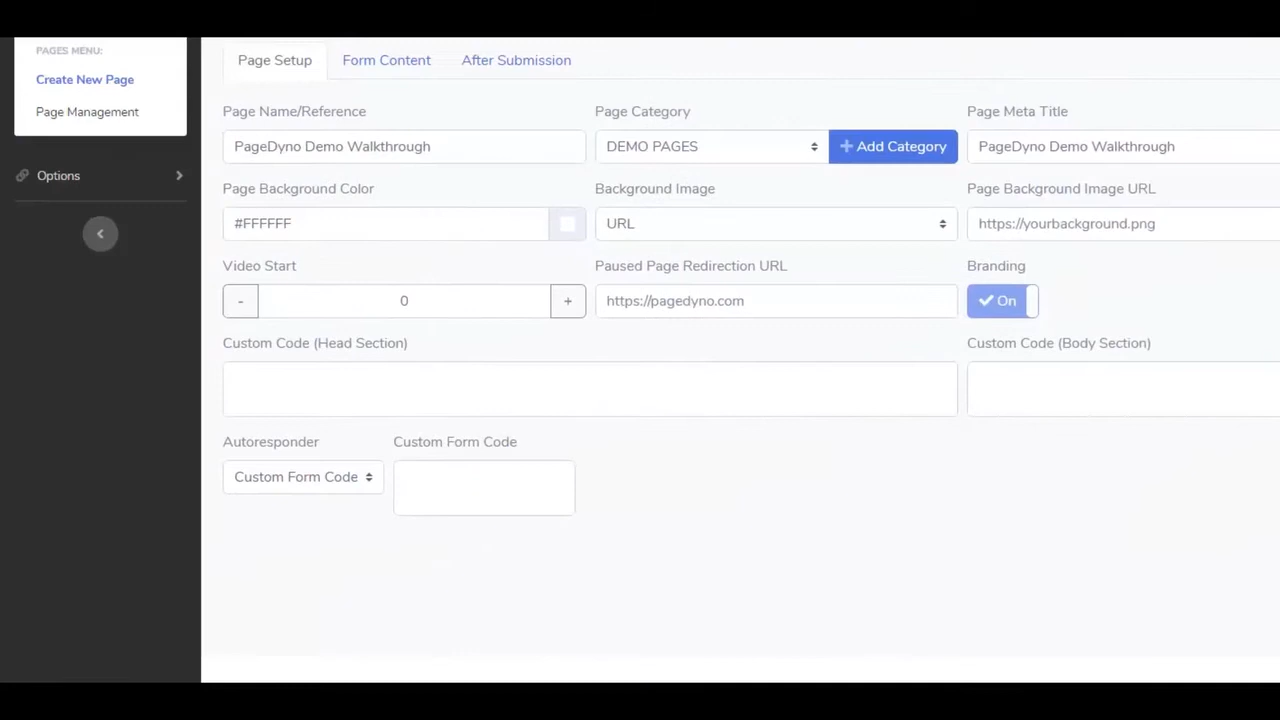 PAGES MENU:
Create New Page
Page Management
Options
Page Setup Form Content After Submission
Page Name/Reference Page Category Page Meta Title
PageDyno Demo Walkthrough DEMO PAGES + Add Category PageDyno Demo Walkthrough
Page Background Color Background Image Page Background Image URL
#FFFFFF URL https://yourbackground.png
Video Start Paused Page Redirection URL Branding
- 0 + https://pagedyno.com On
Custom Code (Head Section) Custom Code (Body Section)
Autoresponder Custom Form Code
Custom Form Code